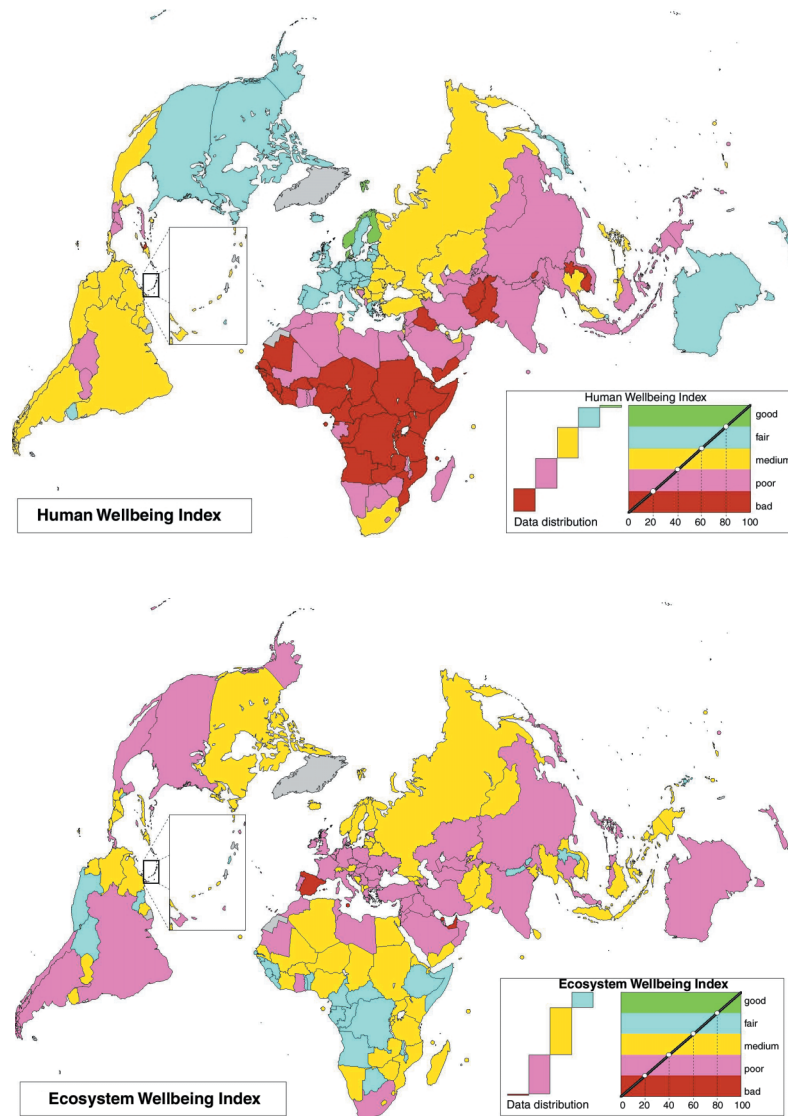 Human Wellbeing Index
good
fair
medium
poor
bad
Data distribution
0 20 40 60 80 100
Human Wellbeing Index
Ecosystem Wellbeing Index
good
fair
medium
poor
bad
Data distribution
0 20 40 60 80 100
Ecosystem Wellbeing Index